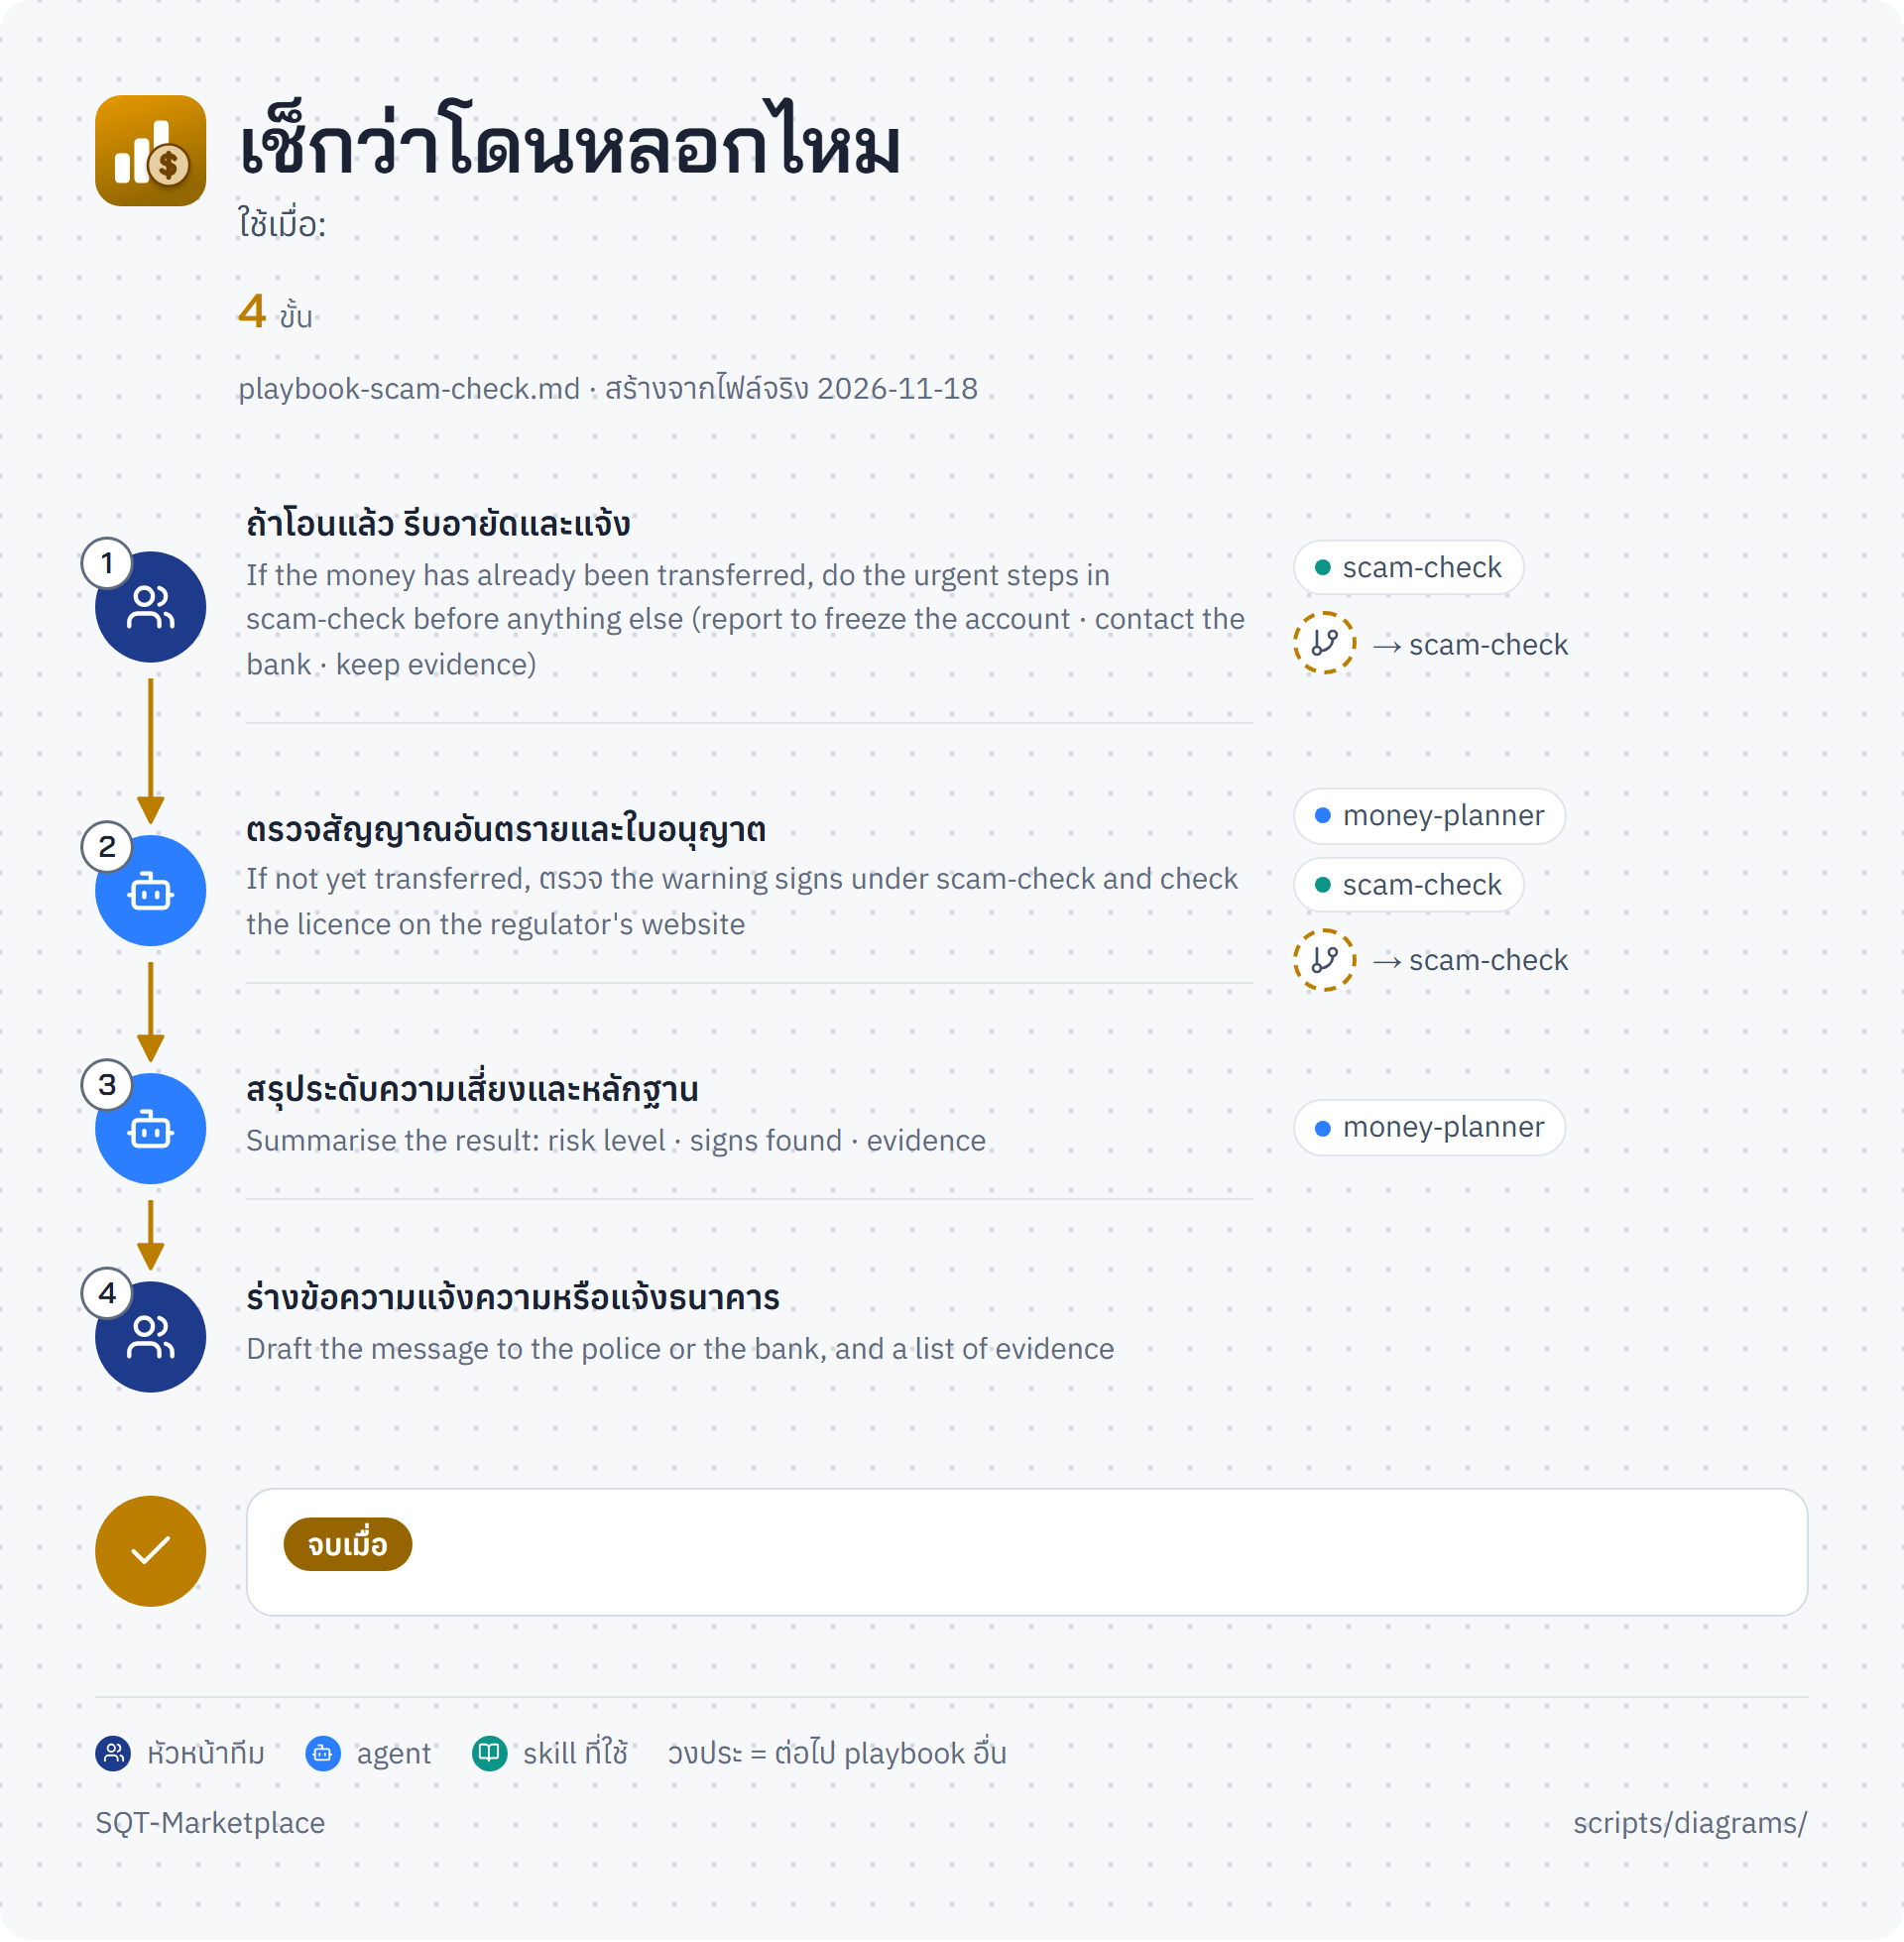 เช็กว่าโดนหลอกไหม
ใช้เมื่อ:
4 ขั้น
playbook-scam-check.md · สร้างจากไฟล์จริง 2026-11-18
1
ถ้าโอนแล้ว รีบอายัดและแจ้ง
If the money has already been transferred, do the urgent steps in
scam-check before anything else (report to freeze the account · contact the
bank · keep evidence)
scam-check
→ scam-check
2
ตรวจสัญญาณอันตรายและใบอนุญาต
If not yet transferred, ตรวจ the warning signs under scam-check and check
the licence on the regulator's website
money-planner
scam-check
→ scam-check
3
สรุประดับความเสี่ยงและหลักฐาน
Summarise the result: risk level · signs found · evidence
money-planner
4
ร่างข้อความแจ้งความหรือแจ้งธนาคาร
Draft the message to the police or the bank, and a list of evidence
จบเมื่อ
หัวหน้าทีม agent skill ที่ใช้ วงประ = ต่อไป playbook อื่น
SQT-Marketplace scripts/diagrams/